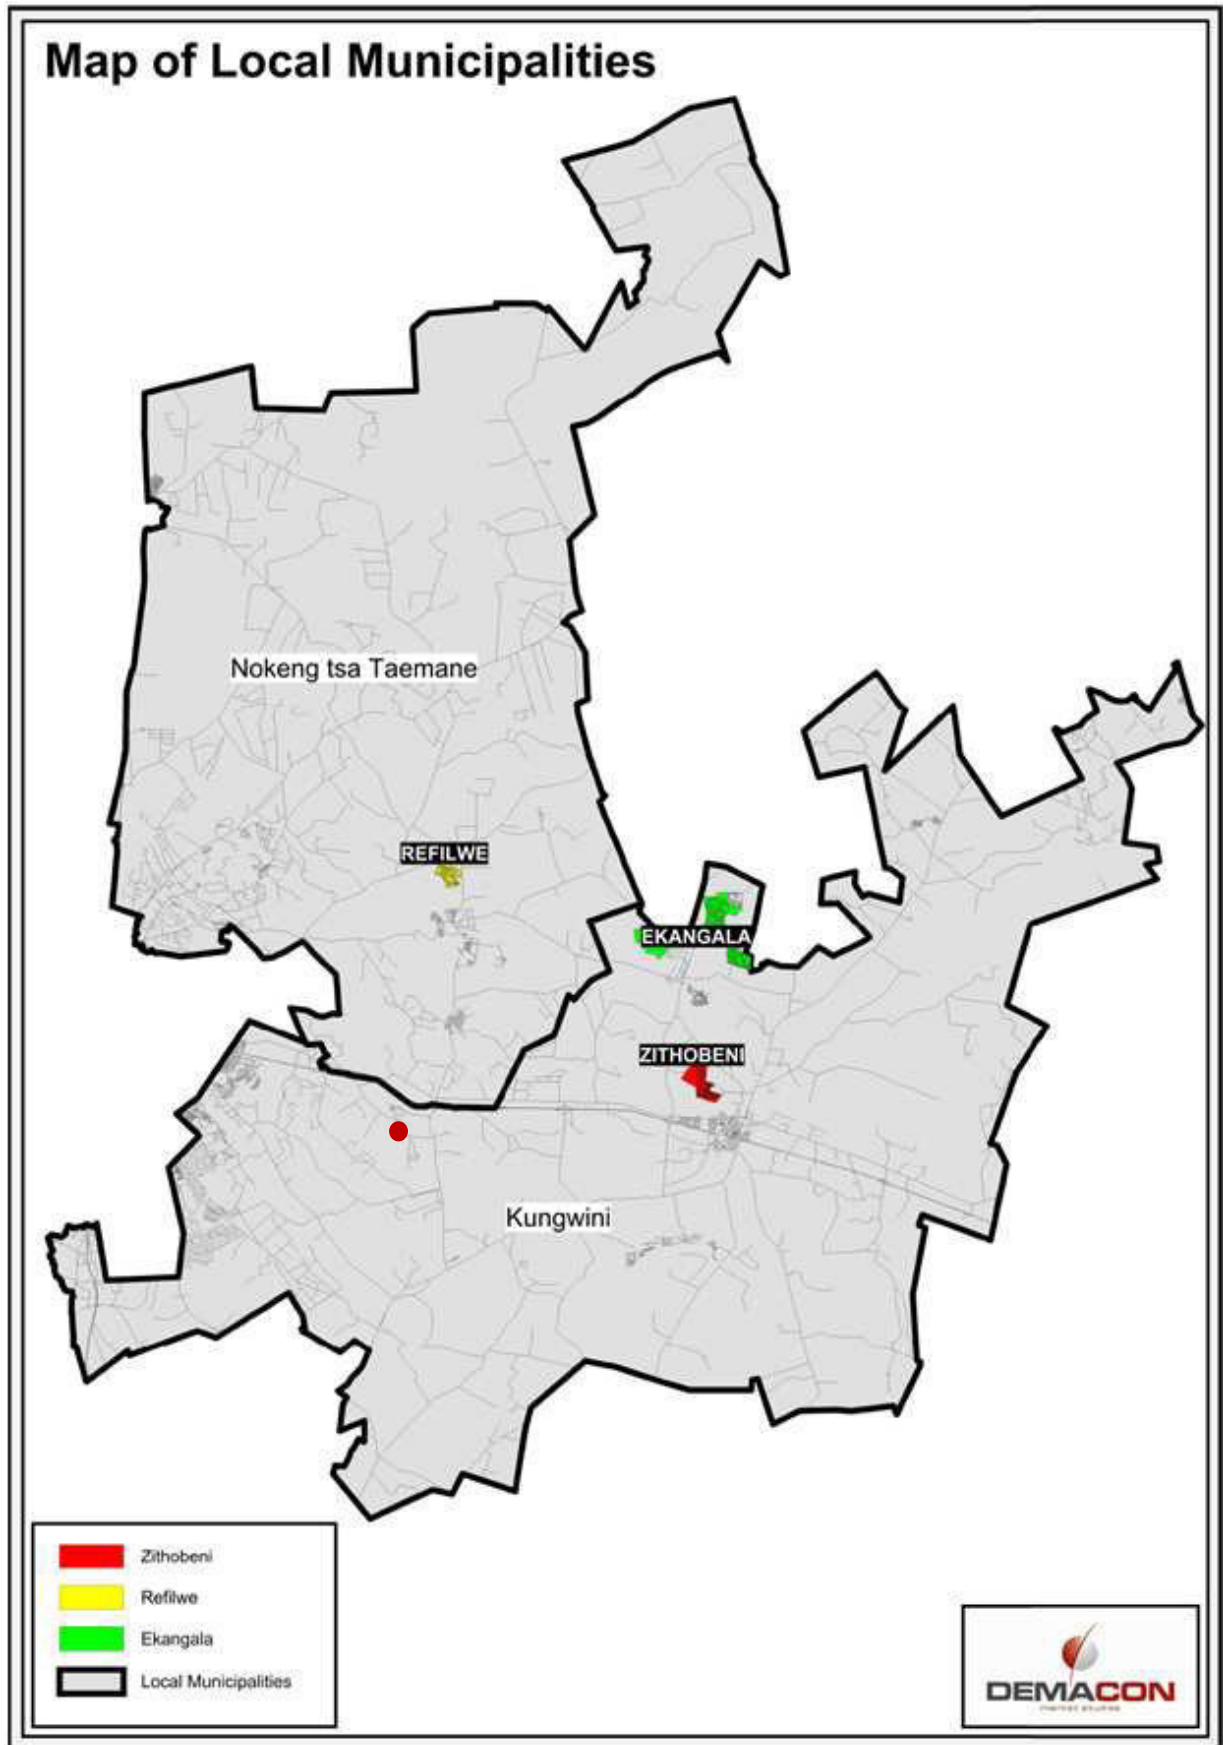 Map of Local Municipalities
Nokeng tsa Taemane
REFILWE
EKANGALA
ZITHOBENI
Kungwini
Zithobeni
Refilwe
Ekangala
Local Municipalities
DEMACON